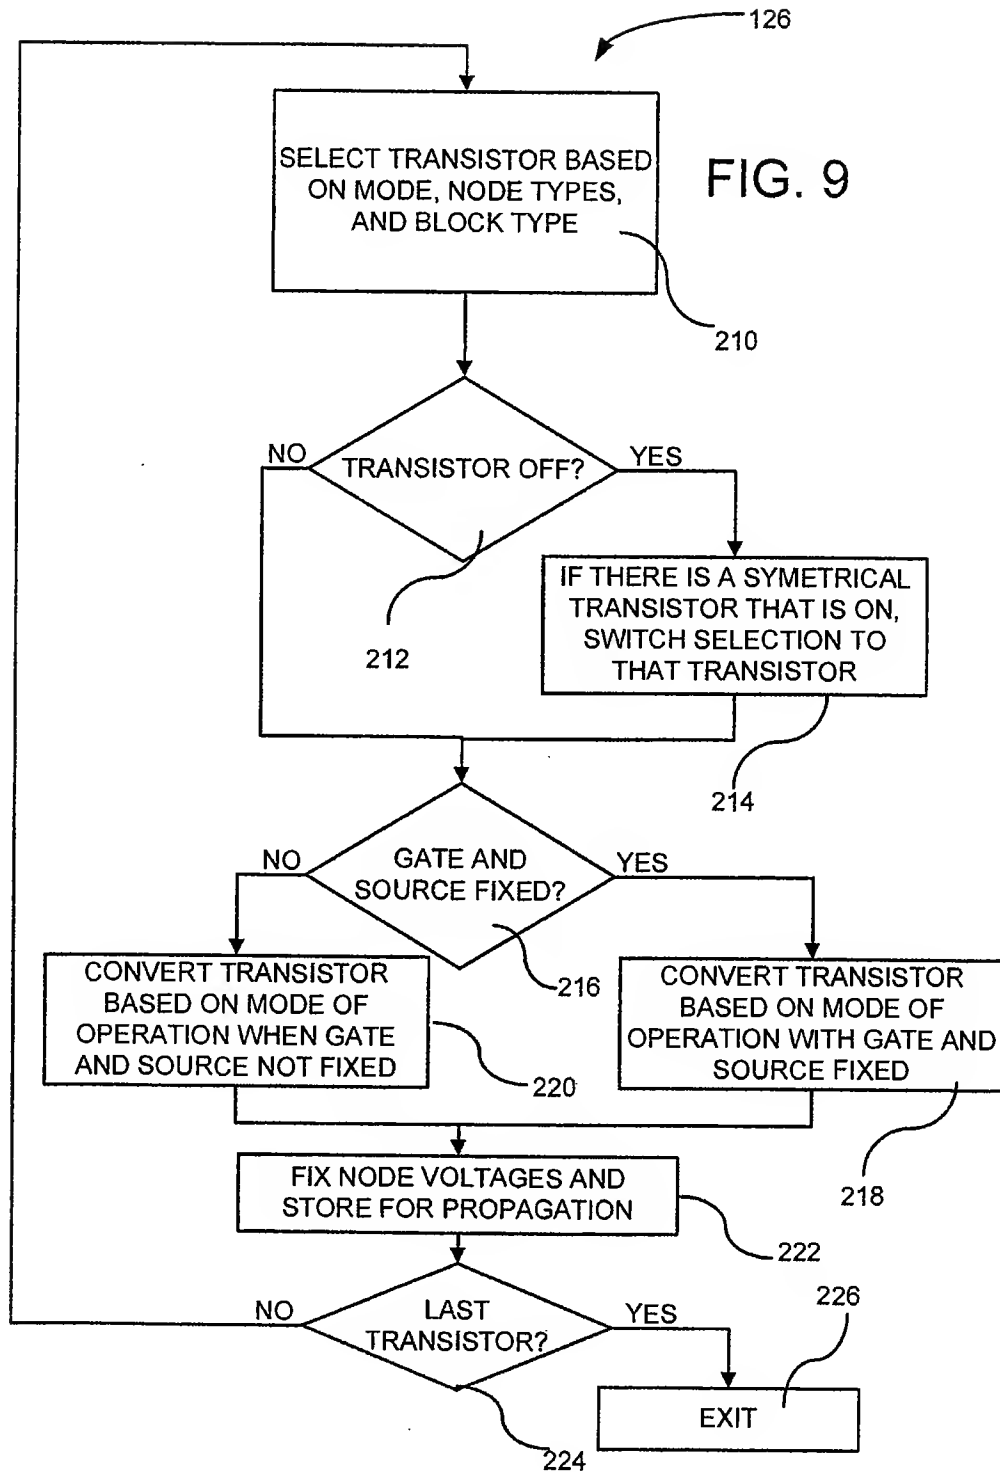 126
SELECT TRANSISTOR BASED
ON MODE, NODE TYPES,
AND BLOCK TYPE
FIG. 9
210
NO
TRANSISTOR OFF?
YES
212
IF THERE IS A SYMETRICAL
TRANSISTOR THAT IS ON,
SWITCH SELECTION TO
THAT TRANSISTOR
214
NO
GATE AND
SOURCE FIXED?
YES
216
CONVERT TRANSISTOR
BASED ON MODE OF
OPERATION WHEN GATE
AND SOURCE NOT FIXED
220
CONVERT TRANSISTOR
BASED ON MODE OF
OPERATION WITH GATE AND
SOURCE FIXED
218
FIX NODE VOLTAGES AND
STORE FOR PROPAGATION
222
NO
LAST
TRANSISTOR?
YES
224
226
EXIT